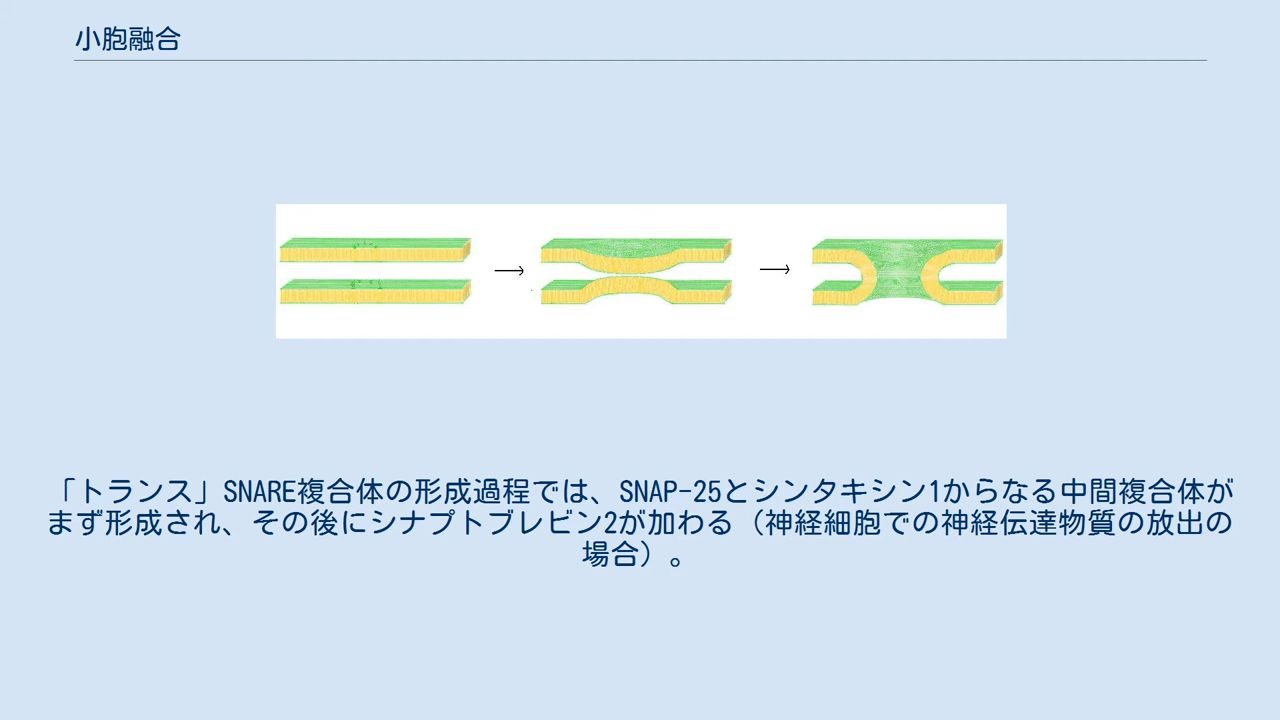 小胞融合
「トランス」SNARE複合体の形成過程では、SNAP-25とシンタキシン1からなる中間複合体が
まず形成され、その後にシナプトブレビン2が加わる（神経細胞での神経伝達物質の放出の
場合）。